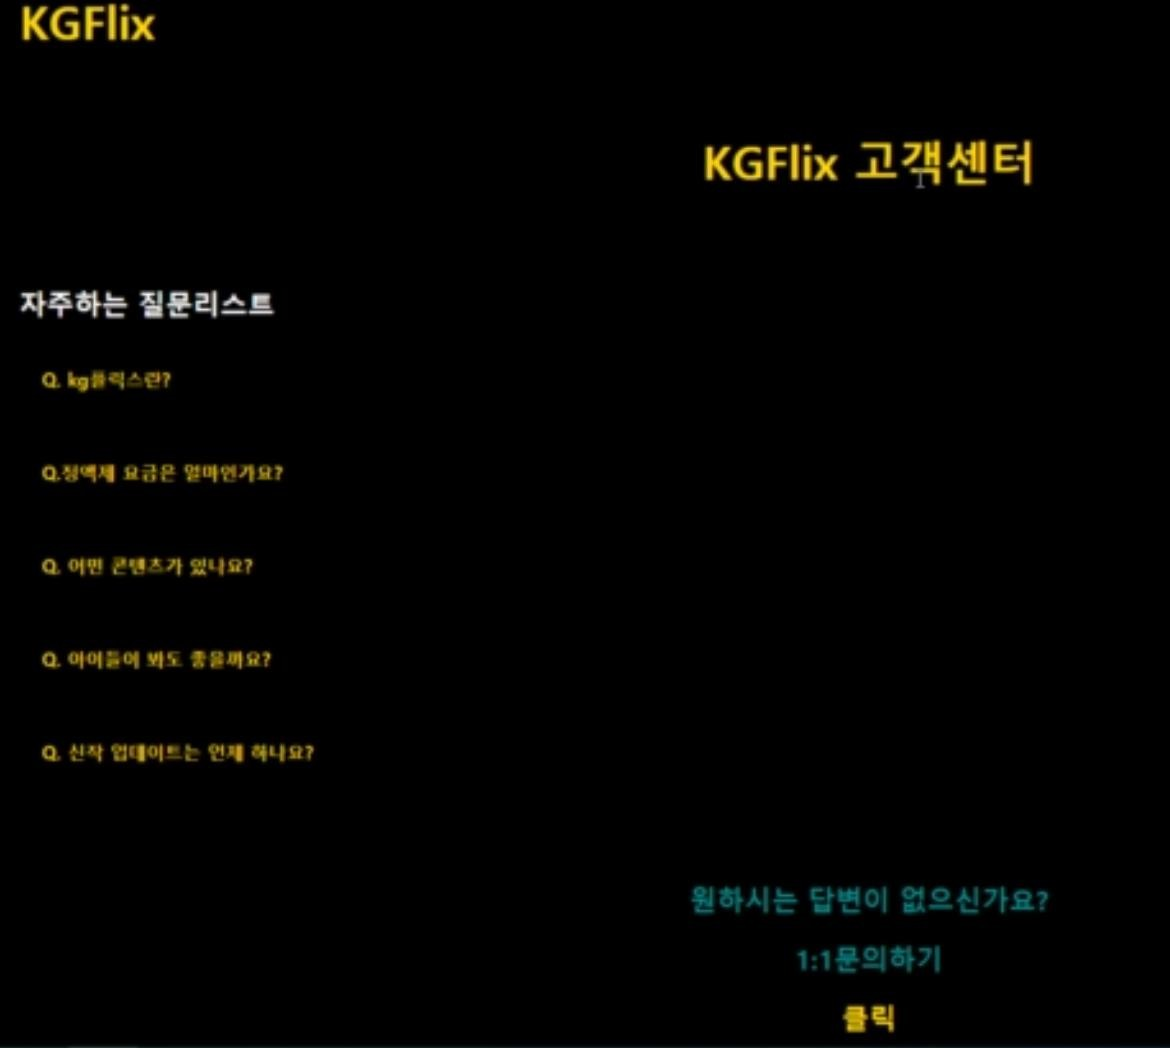 KGFlix
KGFlix 고객센터
자주하는 질문리스트
Q. kg플릭스란?
Q.정액제 요금은 얼마인가요?
Q. 어떤 콘텐츠가 있나요?
Q. 아이들이 봐도 좋을까요?
Q. 신작 업데이트는 언제 하나요?
원하시는 답변이 없으신가요?
1:1문의하기
클릭